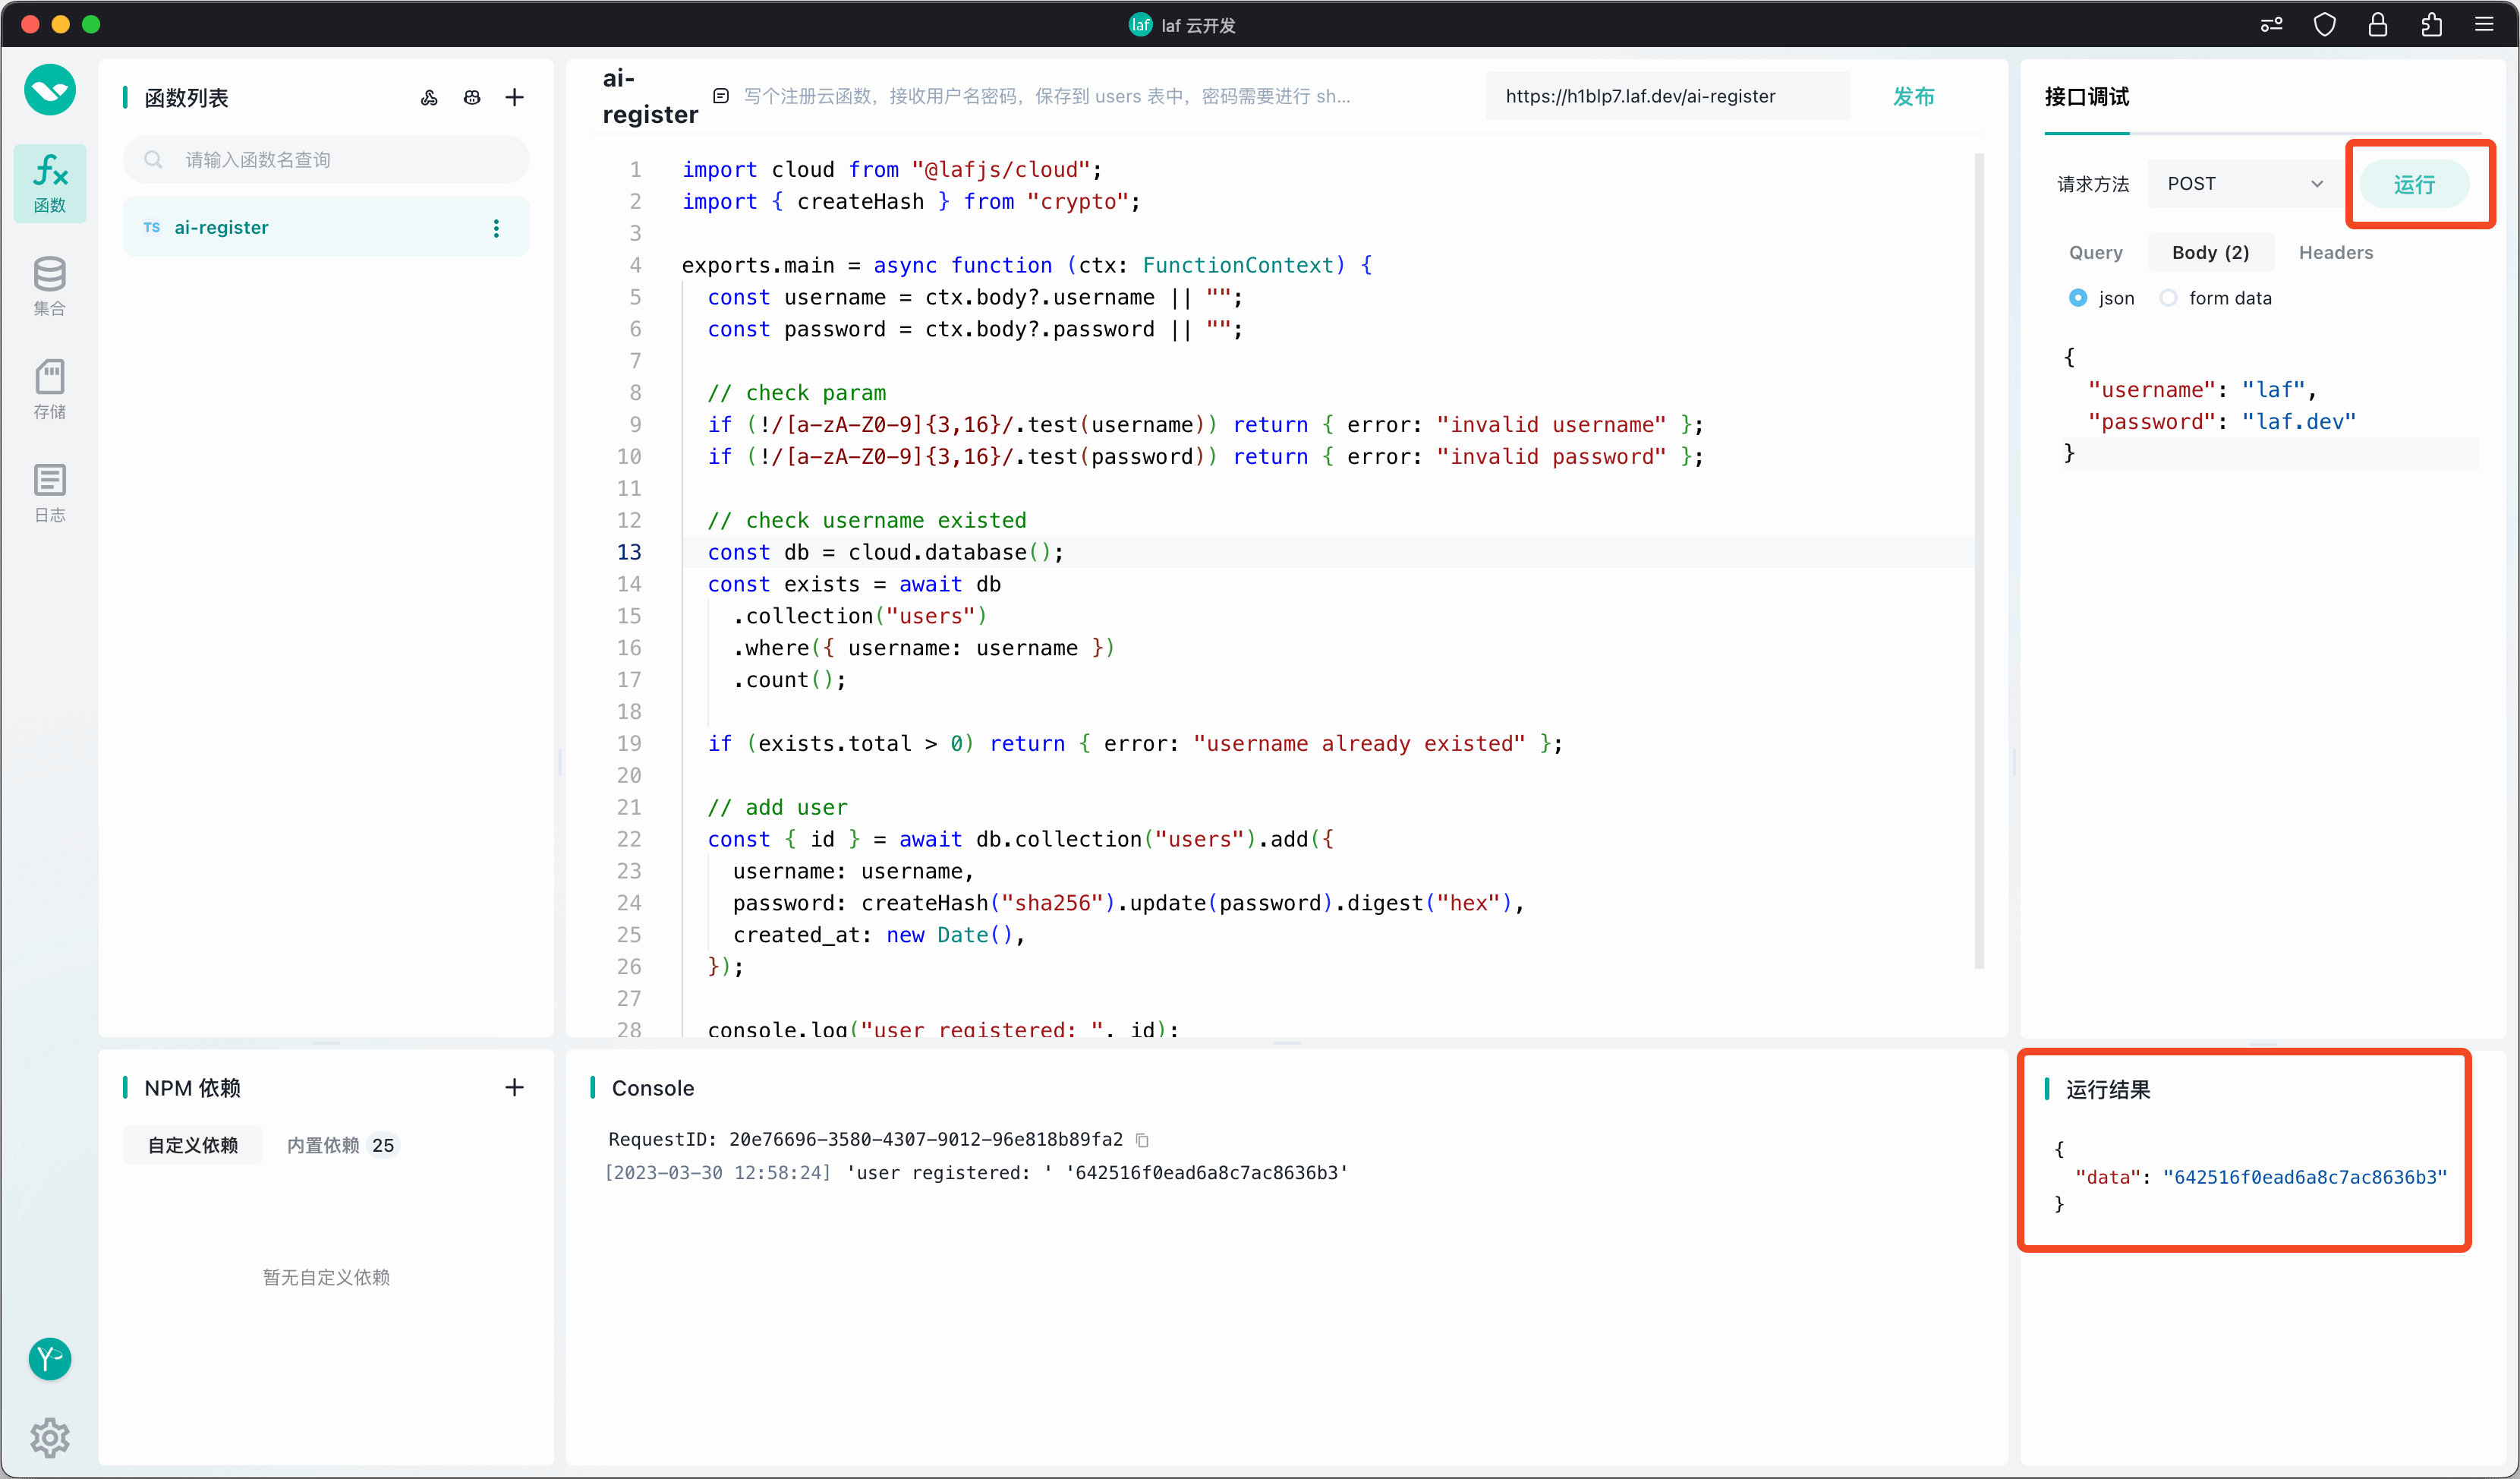 laf laf 云开发
函数
集合
存储
日志
函数列表
请输入函数名查询
TS ai-register
ai-
register
写个注册云函数，接收用户名密码，保存到 users 表中，密码需要进行 sh...
https://h1blp7.laf.dev/ai-register
发布
1 import cloud from "@lafjs/cloud";
2 import { createHash } from "crypto";
3
4 exports.main = async function (ctx: FunctionContext) {
5 const username = ctx.body?.username || "";
6 const password = ctx.body?.password || "";
7
8 // check param
9 if (!/[a-zA-Z0-9]{3,16}/.test(username)) return { error: "invalid username" };
10 if (!/[a-zA-Z0-9]{3,16}/.test(password)) return { error: "invalid password" };
11
12 // check username existed
13 const db = cloud.database();
14 const exists = await db
15 .collection("users")
16 .where({ username: username })
17 .count();
18
19 if (exists.total > 0) return { error: "username already existed" };
20
21 // add user
22 const { id } = await db.collection("users").add({
23 username: username,
24 password: createHash("sha256").update(password).digest("hex"),
25 created_at: new Date(),
26 });
27
28 console.log("user registered: ", id);
接口调试
请求方法 POST 运行
Query Body (2) Headers
json form data
{
"username": "laf",
"password": "laf.dev"
}
NPM 依赖
自定义依赖 内置依赖 25
暂无自定义依赖
Console
RequestID: 20e76696-3580-4307-9012-96e818b89fa2
[2023-03-30 12:58:24] 'user registered: ' '642516f0ead6a8c7ac8636b3'
运行结果
{
"data": "642516f0ead6a8c7ac8636b3"
}